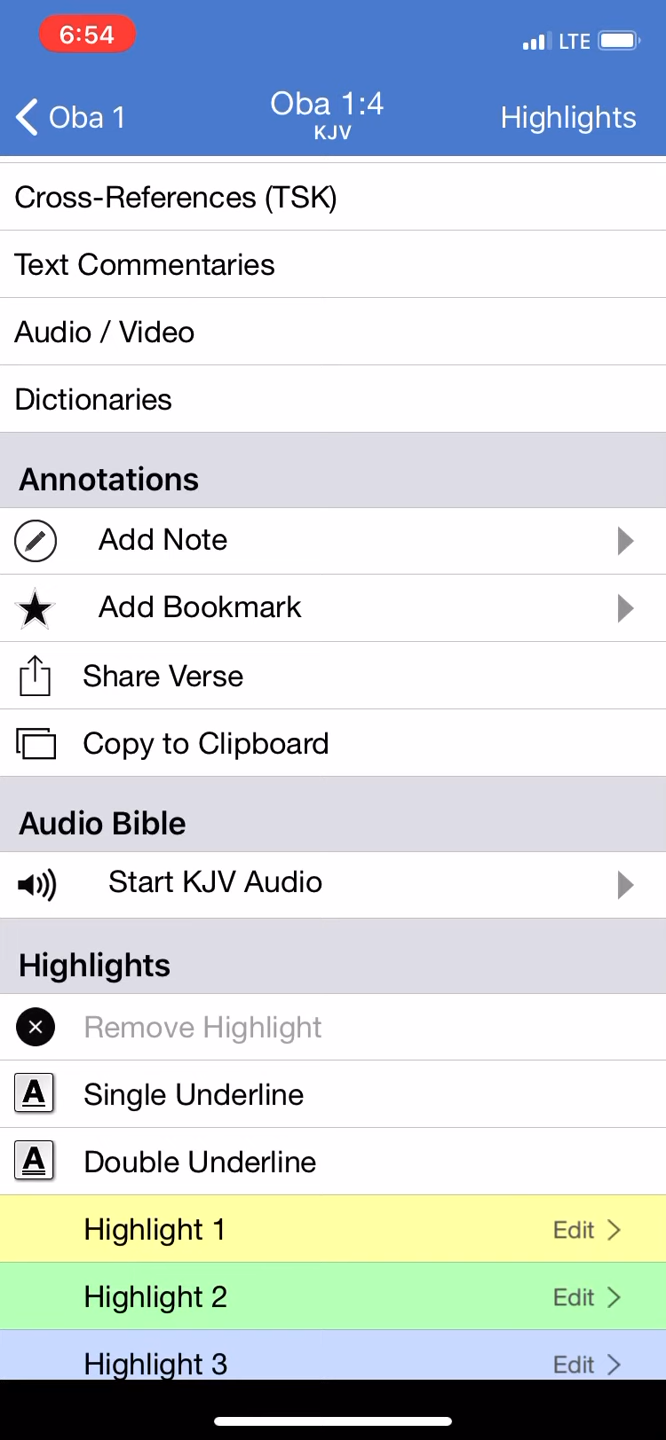 6:54
LTE
Oba 1
Oba 1:4
KJV
Highlights
Cross-References (TSK)
Text Commentaries
Audio / Video
Dictionaries
Annotations
Add Note
Add Bookmark
Share Verse
Copy to Clipboard
Audio Bible
Start KJV Audio
Highlights
Remove Highlight
A Single Underline
A Double Underline
Highlight 1 Edit
Highlight 2 Edit
Highlight 3 Edit